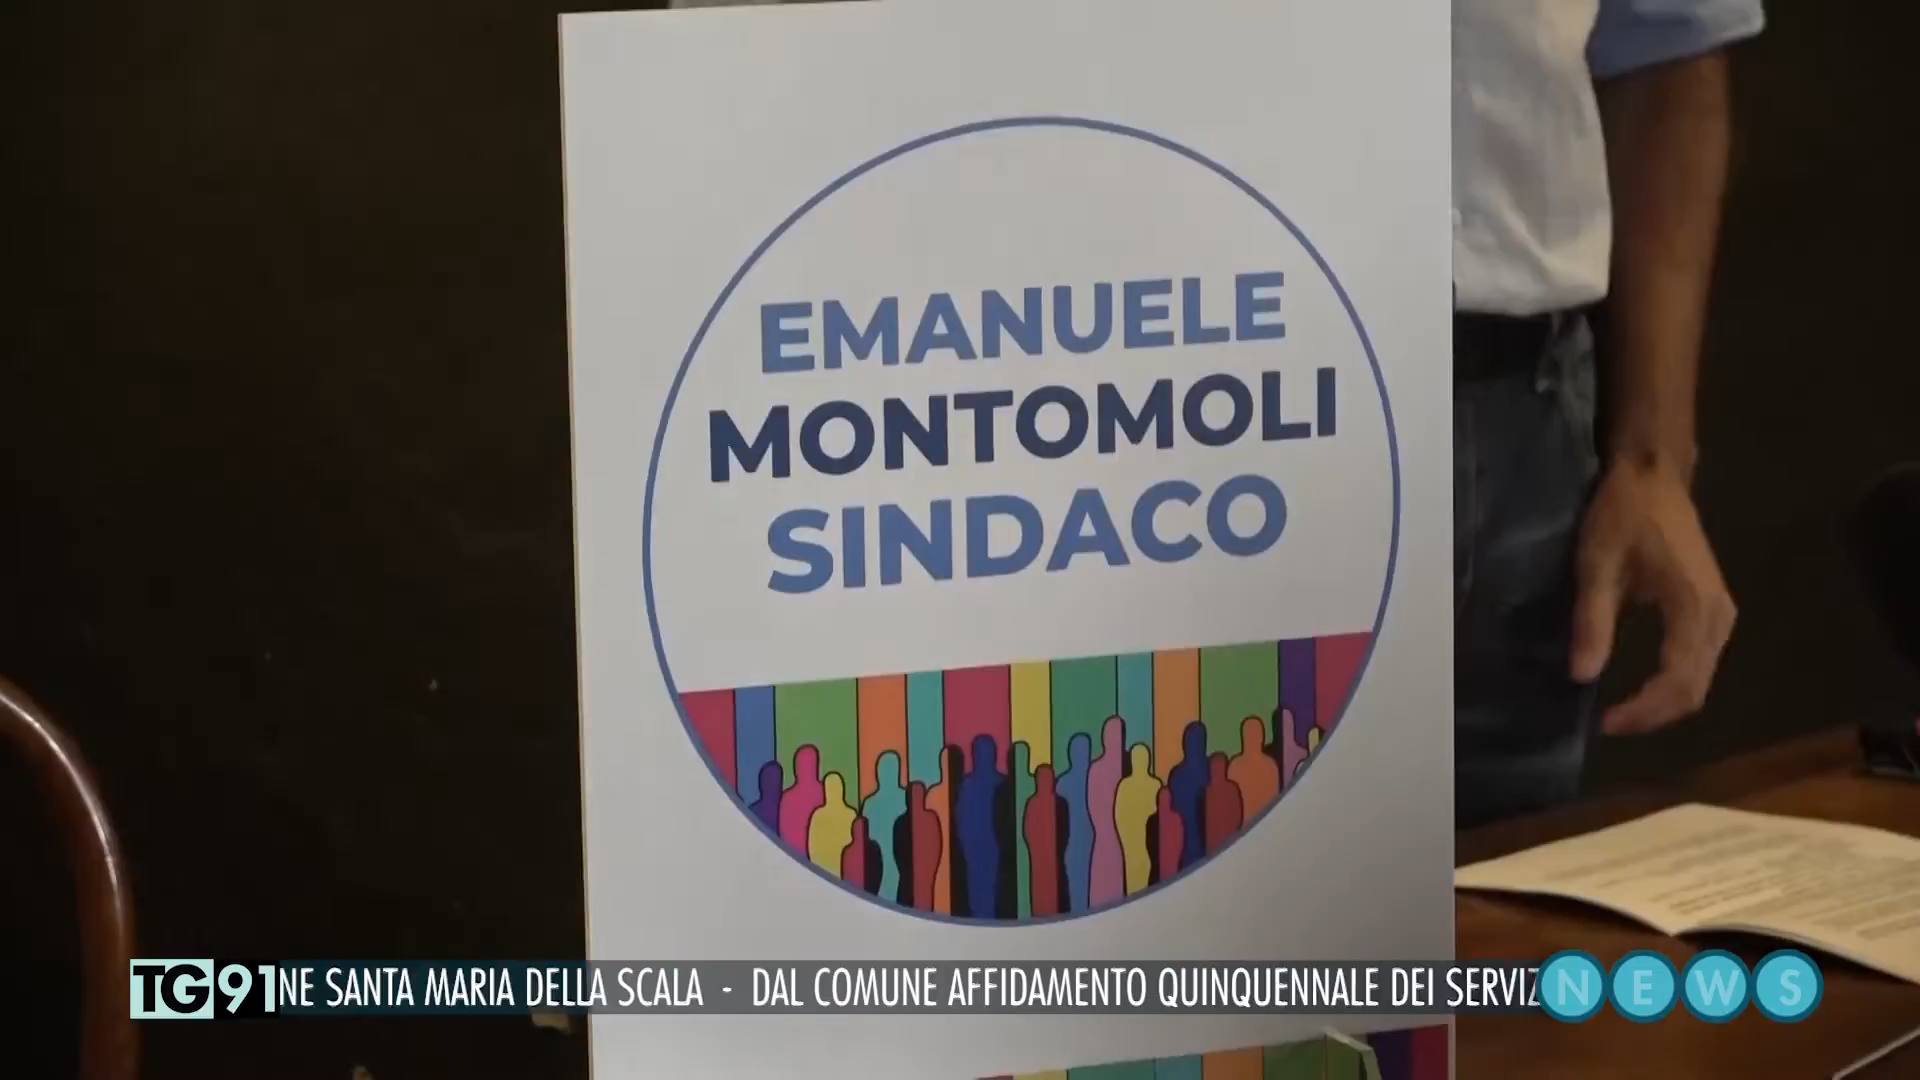 EMANUELE
MONTOMOLI
SINDACO
TG91 NE SANTA MARIA DELLA SCALA - DAL COMUNE AFFIDAMENTO QUINQUENNALE DEI SERVIZ NEWS